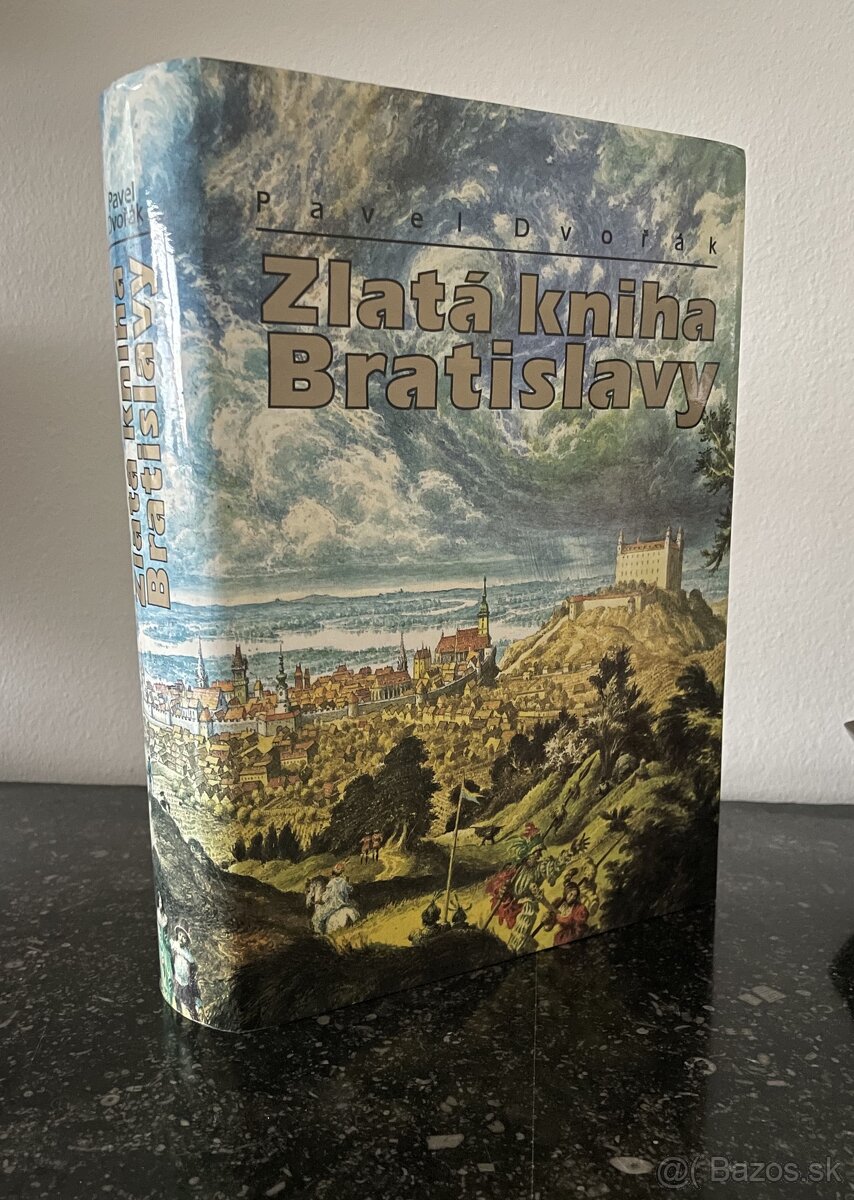 Pavel Dvořák
Zlatá kniha
Bratislavy
Pavel
Dvořák
Zlatá kniha
Bratislavy
@( Bazos.sk